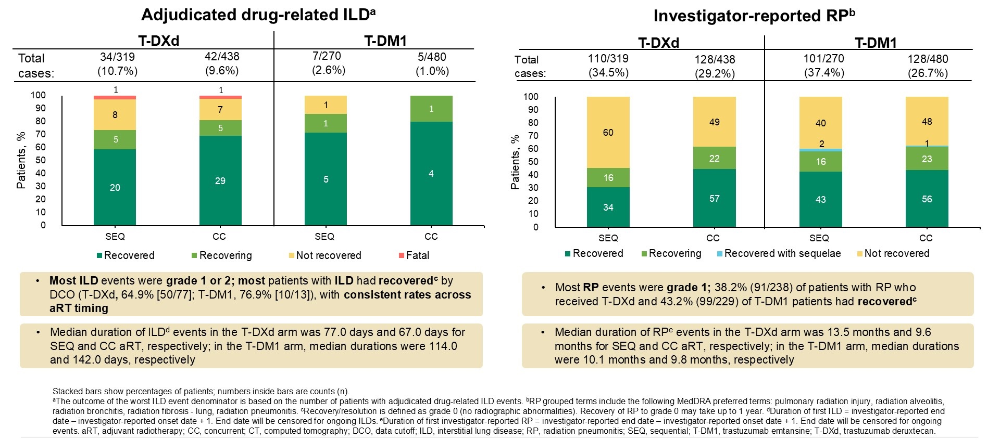 Adjudicated drug-related ILDᵃ
T-DXd T-DM1
Total cases:
34/319 (10.7%)
42/438 (9.6%)
7/270 (2.6%)
5/480 (1.0%)
Patients, %
100
90
80
70
60
50
40
30
20
10
0
1
8
5
20
1
7
5
29
1
1
5
1
4
SEQ CC SEQ CC
Recovered Recovering Not recovered Fatal
• Most ILD events were grade 1 or 2; most patients with ILD had recoveredᶜ by
DCO (T-DXd, 64.9% [50/77]; T-DM1, 76.9% [10/13]), with consistent rates across
aRT timing
• Median duration of ILDᵈ events in the T-DXd arm was 77.0 days and 67.0 days for
SEQ and CC aRT, respectively; in the T-DM1 arm, median durations were 114.0
and 142.0 days, respectively
Investigator-reported RPᵇ
T-DXd T-DM1
Total cases:
110/319 (34.5%)
128/438 (29.2%)
101/270 (37.4%)
128/480 (26.7%)
Patients, %
100
90
80
70
60
50
40
30
20
10
0
60
16
34
49
22
57
40
2
16
43
48
1
23
56
SEQ CC SEQ CC
Recovered Recovering Recovered with sequelae Not recovered
• Most RP events were grade 1; 38.2% (91/238) of patients with RP who
received T-DXd and 43.2% (99/229) of T-DM1 patients had recoveredᶜ
• Median duration of RPᵉ events in the T-DXd arm was 13.5 months and 9.6
months for SEQ and CC aRT, respectively; in the T-DM1 arm, median durations
were 10.1 months and 9.8 months, respectively
Stacked bars show percentages of patients; numbers inside bars are counts (n).
ᵃThe outcome of the worst ILD event denominator is based on the number of patients with adjudicated drug-related ILD events. ᵇRP grouped terms include the following MedDRA preferred terms: pulmonary radiation injury, radiation alveolitis,
radiation bronchitis, radiation fibrosis - lung, radiation pneumonitis. ᶜRecovery/resolution is defined as grade 0 (no radiographic abnormalities). Recovery of RP to grade 0 may take up to 1 year. ᵈDuration of first ILD = investigator-reported end
date – investigator-reported onset date + 1. End date will be censored for ongoing ILDs. ᵉDuration of first investigator-reported RP = investigator-reported end date – investigator-reported onset date + 1. End date will be censored for ongoing
events. aRT, adjuvant radiotherapy; CC, concurrent; CT, computed tomography; DCO, data cutoff; ILD, interstitial lung disease; RP, radiation pneumonitis; SEQ, sequential; T-DM1, trastuzumab emtansine; T-DXd, trastuzumab deruxtecan.